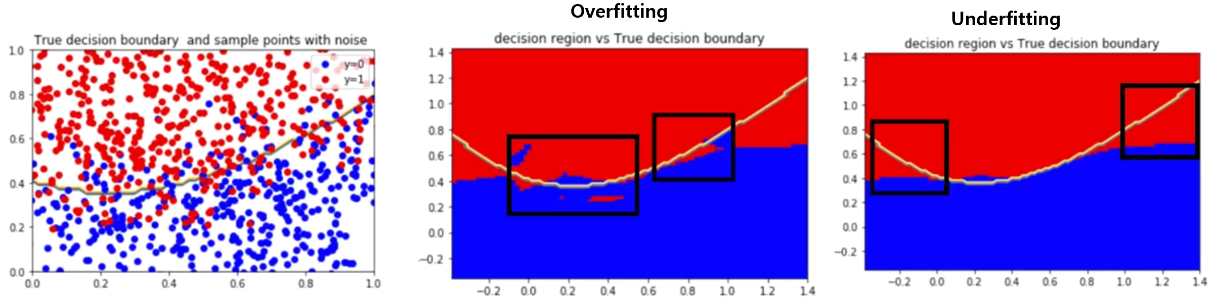 Overfitting
Underfitting
True decision boundary and sample points with noise
decision region vs True decision boundary
decision region vs True decision boundary
y=0
y=1
1.0
0.8
0.6
0.4
0.2
0.0
0.0 0.2 0.4 0.6 0.8 1.0
1.4
1.2
1.0
0.8
0.6
0.4
0.2
0.0
−0.2
−0.2 0.0 0.2 0.4 0.6 0.8 1.0 1.2 1.4
1.4
1.2
1.0
0.8
0.6
0.4
0.2
0.0
−0.2
−0.2 0.0 0.2 0.4 0.6 0.8 1.0 1.2 1.4